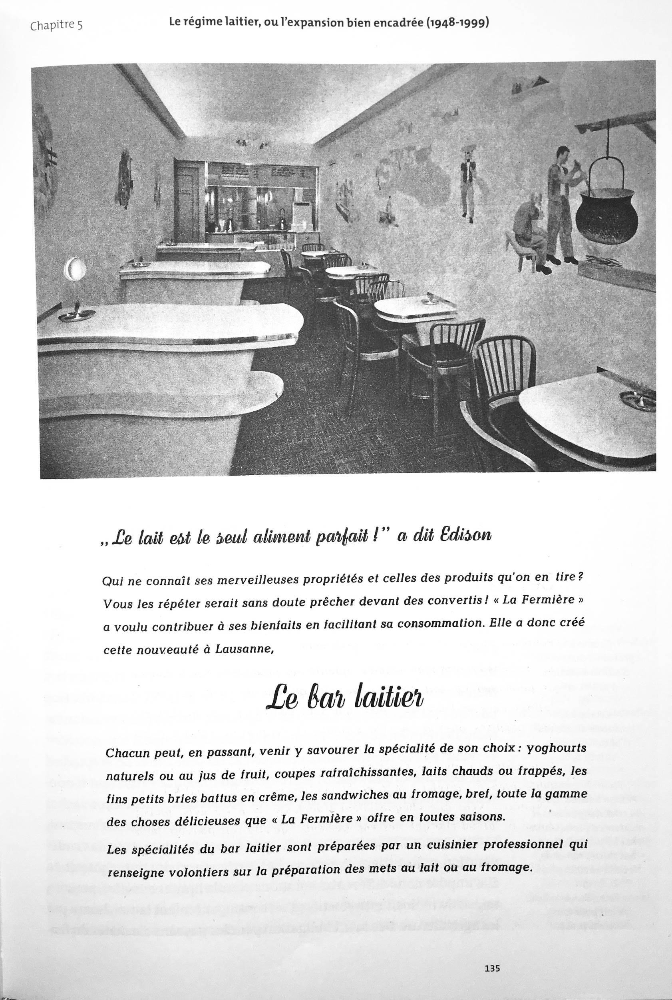 Chapitre 5
Le régime laitier, ou l'expansion bien encadrée (1948-1999)
„Le lait est le seul aliment parfait !” a dit Edison
Qui ne connaît ses merveilleuses propriétés et celles des produits qu'on en tire ?
Vous les répéter serait sans doute prêcher devant des convertis ! « La Fermière »
a voulu contribuer à ses bienfaits en facilitant sa consommation. Elle a donc créé
cette nouveauté à Lausanne,
Le bar laitier
Chacun peut, en passant, venir y savourer la spécialité de son choix : yoghourts
naturels ou au jus de fruit, coupes rafraîchissantes, laits chauds ou frappés, les
fins petits bries battus en crême, les sandwiches au fromage, bref, toute la gamme
des choses délicieuses que « La Fermière » offre en toutes saisons.
Les spécialités du bar laitier sont préparées par un cuisinier professionnel qui
renseigne volontiers sur la préparation des mets au lait ou au fromage.
135